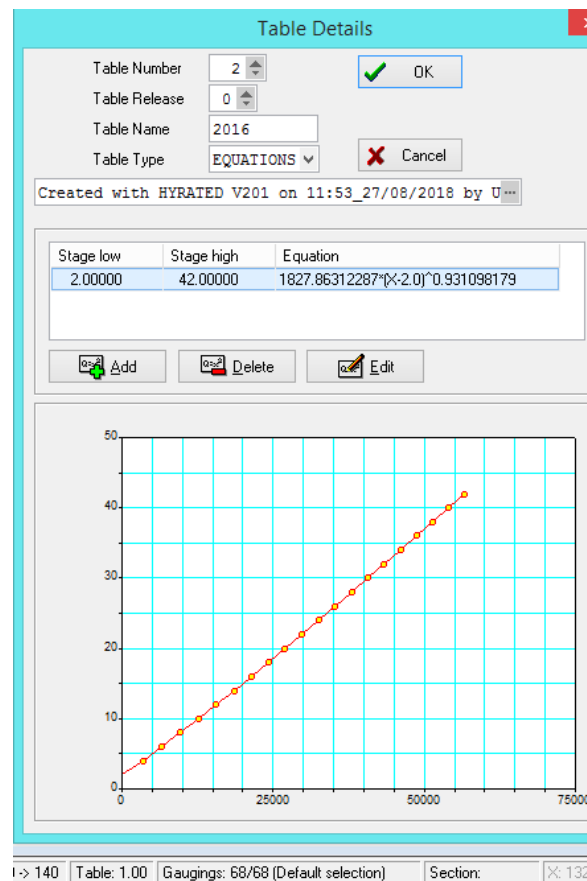 Table Details
Table Number 2
OK
Table Release 0
Table Name 2016
Table Type EQUATIONS
Cancel
Created with HYRATED V201 on 11:53_27/08/2018 by U
Stage low Stage high Equation
2.00000 42.00000 1827.86312287*(X-2.0)^0.931098179
Add Delete Edit
50
40
30
20
10
0
0 25000 50000 75000
-> 140 Table: 1.00 Gaugings: 68/68 (Default selection) Section: X: 132